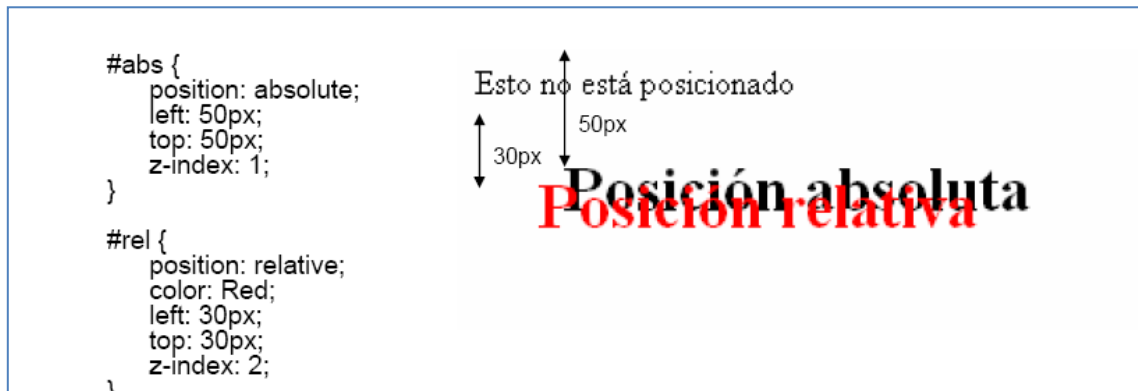 #abs {
position: absolute;
left: 50px;
top: 50px;
z-index: 1;
}
#rel {
position: relative;
color: Red;
left: 30px;
top: 30px;
z-index: 2;
}
Esto no está posicionado
50px
30px
Posición absoluta
Posición relativa